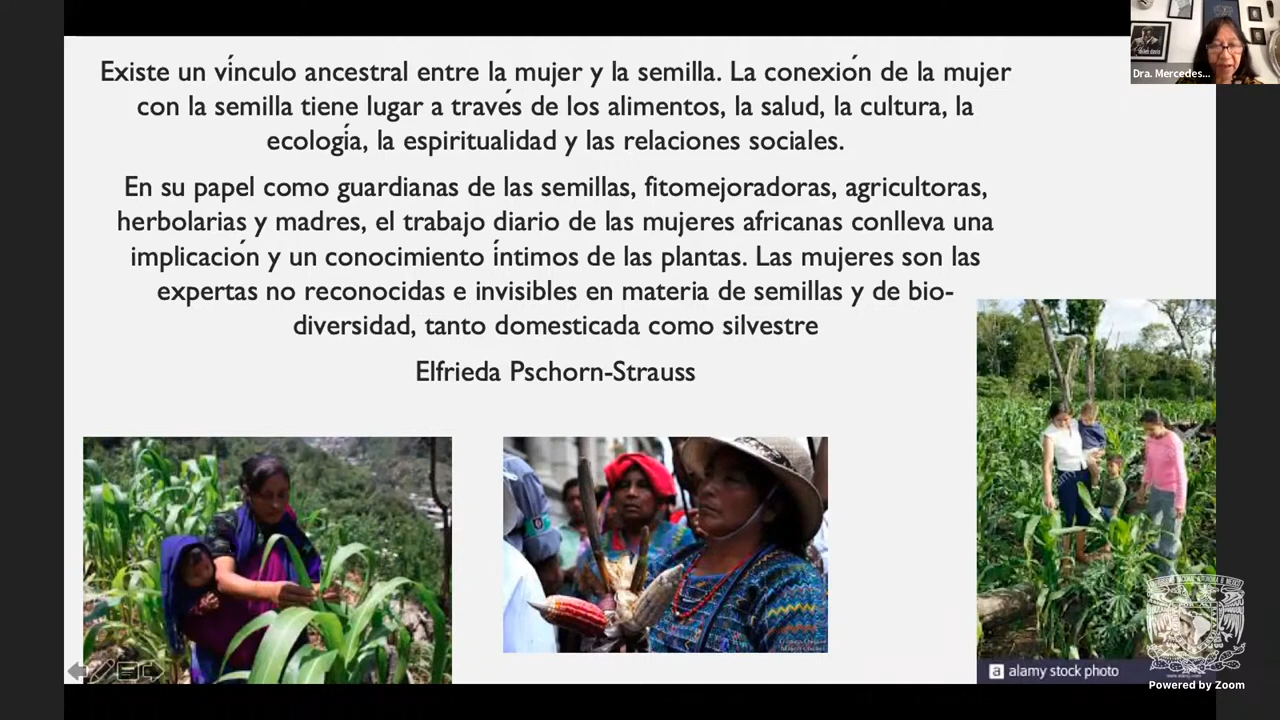 Existe un vínculo ancestral entre la mujer y la semilla. La conexión de la mujer
con la semilla tiene lugar a través de los alimentos, la salud, la cultura, la
ecología, la espiritualidad y las relaciones sociales.
En su papel como guardianas de las semillas, fitomejoradoras, agricultoras,
herbolarias y madres, el trabajo diario de las mujeres africanas conlleva una
implicación y un conocimiento íntimos de las plantas. Las mujeres son las
expertas no reconocidas e invisibles en materia de semillas y de bio-
diversidad, tanto domesticada como silvestre
Elfrieda Pschorn-Strauss
Dra. Mercedes...
a alamy stock photo
Powered by Zoom